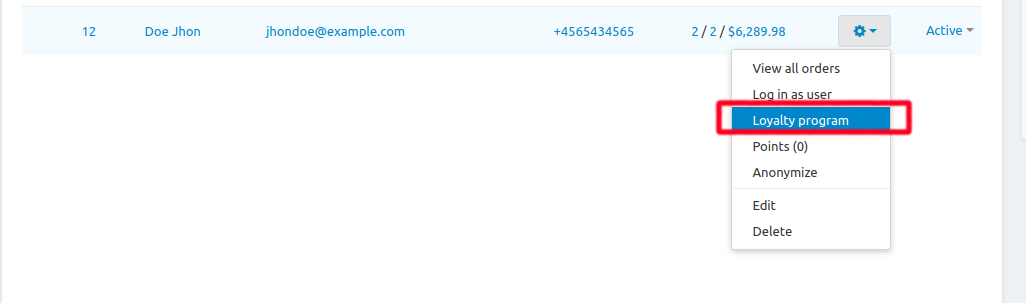 12 Doe Jhon jhondoe@example.com +4565434565 2 / 2 / $6,289.98 Active
View all orders
Log in as user
Loyalty program
Points (0)
Anonymize
Edit
Delete